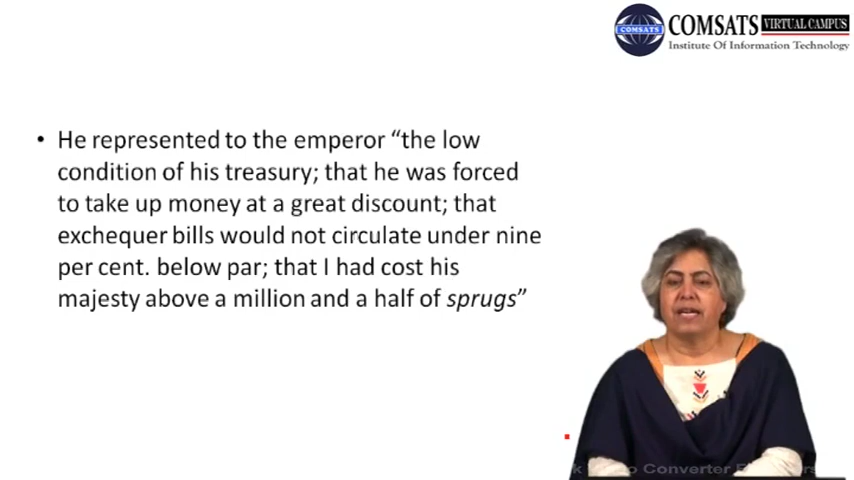 COMSATS
COMSATS VIRTUAL CAMPUS
Institute Of Information Technology
• He represented to the emperor “the low
condition of his treasury; that he was forced
to take up money at a great discount; that
exchequer bills would not circulate under nine
per cent. below par; that I had cost his
majesty above a million and a half of sprugs”
Converter